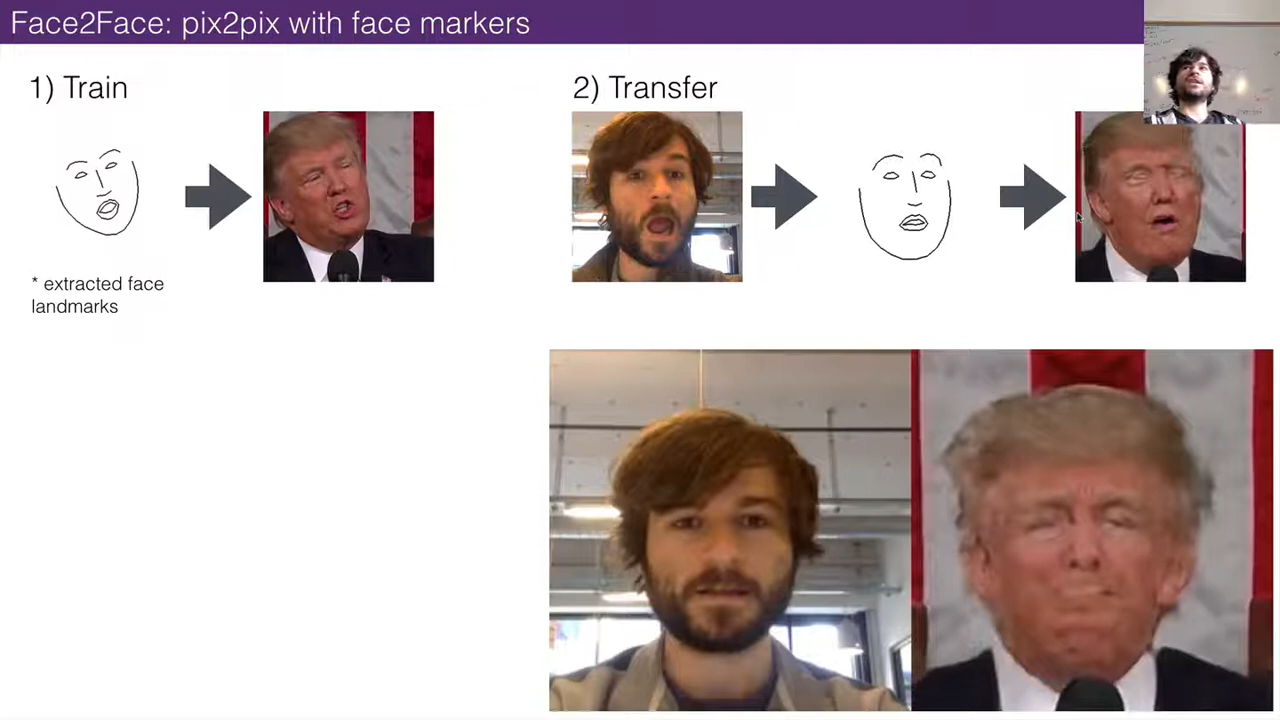 Face2Face: pix2pix with face markers
1) Train
2) Transfer
* extracted face
landmarks